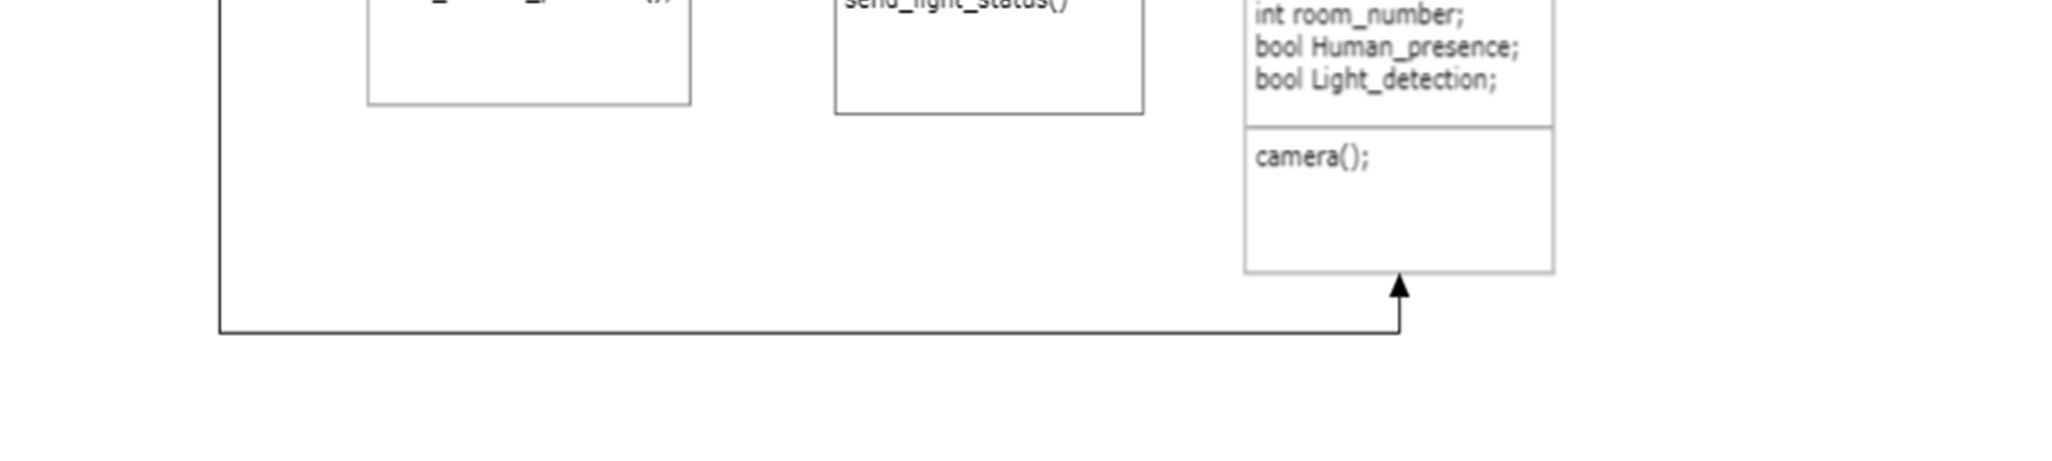 send_light_status()
int room_number;
bool Human_presence;
bool Light_detection;
camera();